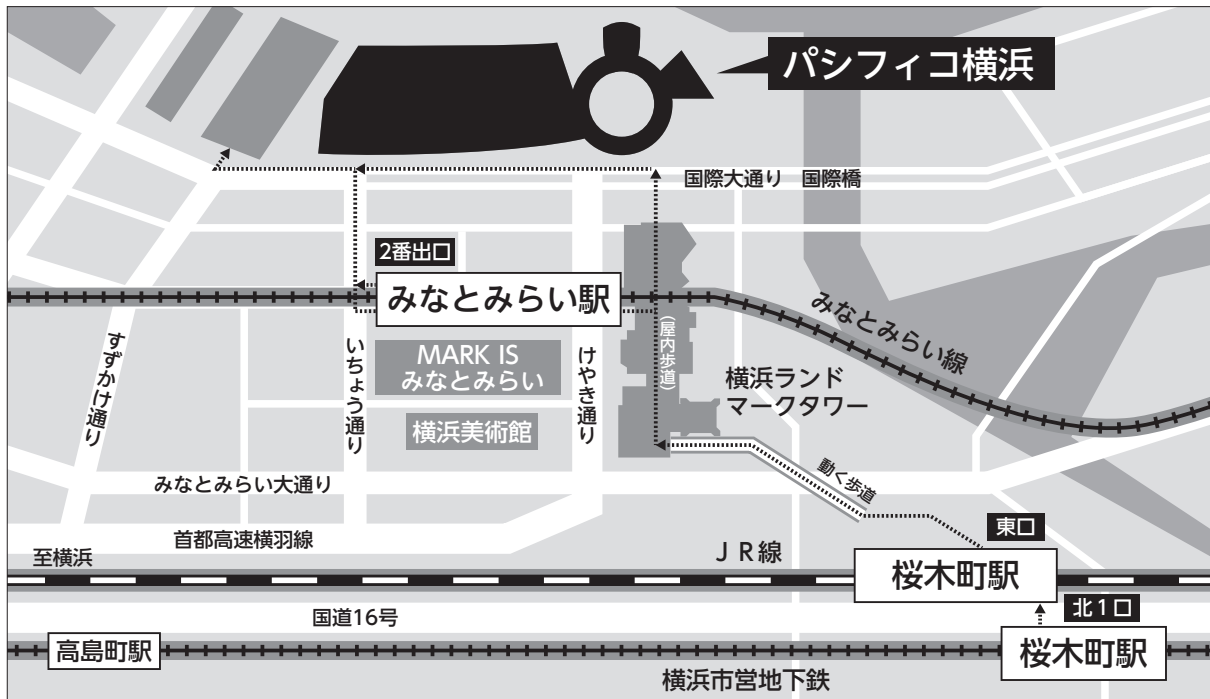 パシフィコ横浜
国際大通り　国際橋
2番出口
みなとみらい駅
みなとみらい線
(屋内歩道)
すずかけ通り
いちょう通り
MARK IS
みなとみらい
けやき通り
横浜ランド
マークタワー
横浜美術館
みなとみらい大通り
動く歩道
首都高速横羽線
東口
至横浜
ＪＲ線
桜木町駅
北1口
国道16号
高島町駅
桜木町駅
横浜市営地下鉄